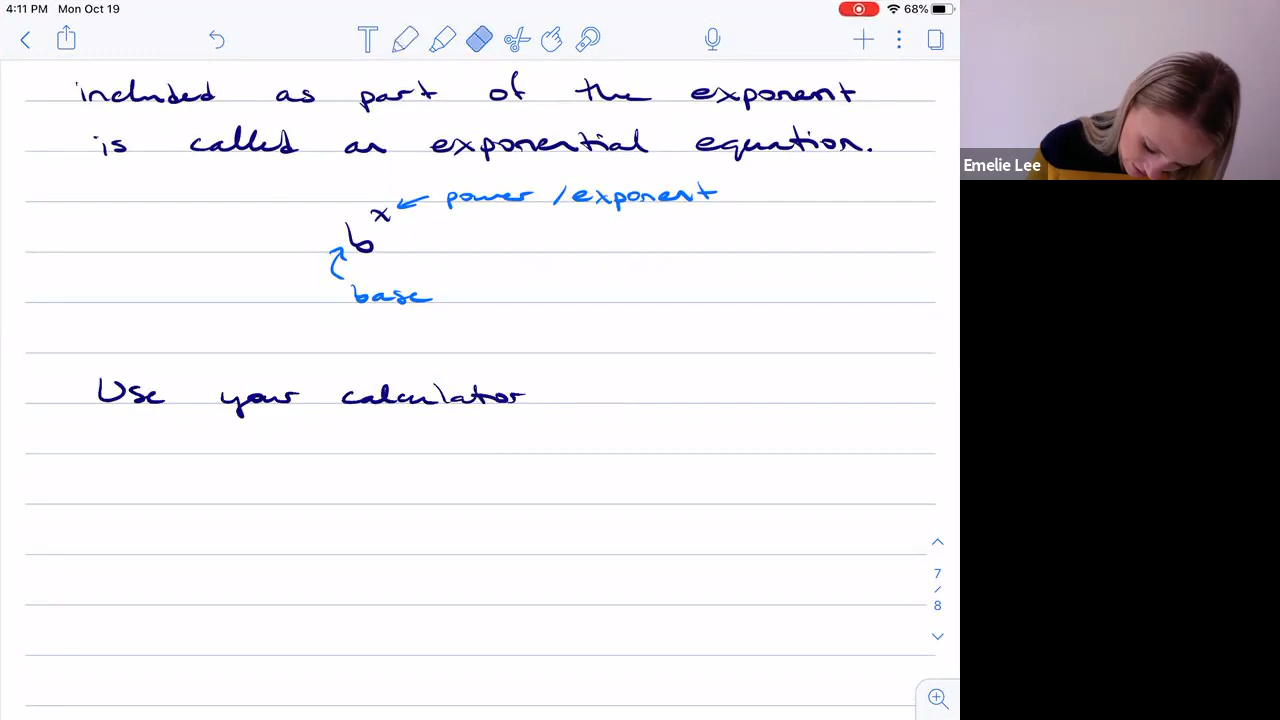 4:11 PM Mon Oct 19
68%
included as part of the exponent
is called an exponential equation.
x power / exponent
b
base
Use your calculator
7
/
8
Emelie Lee